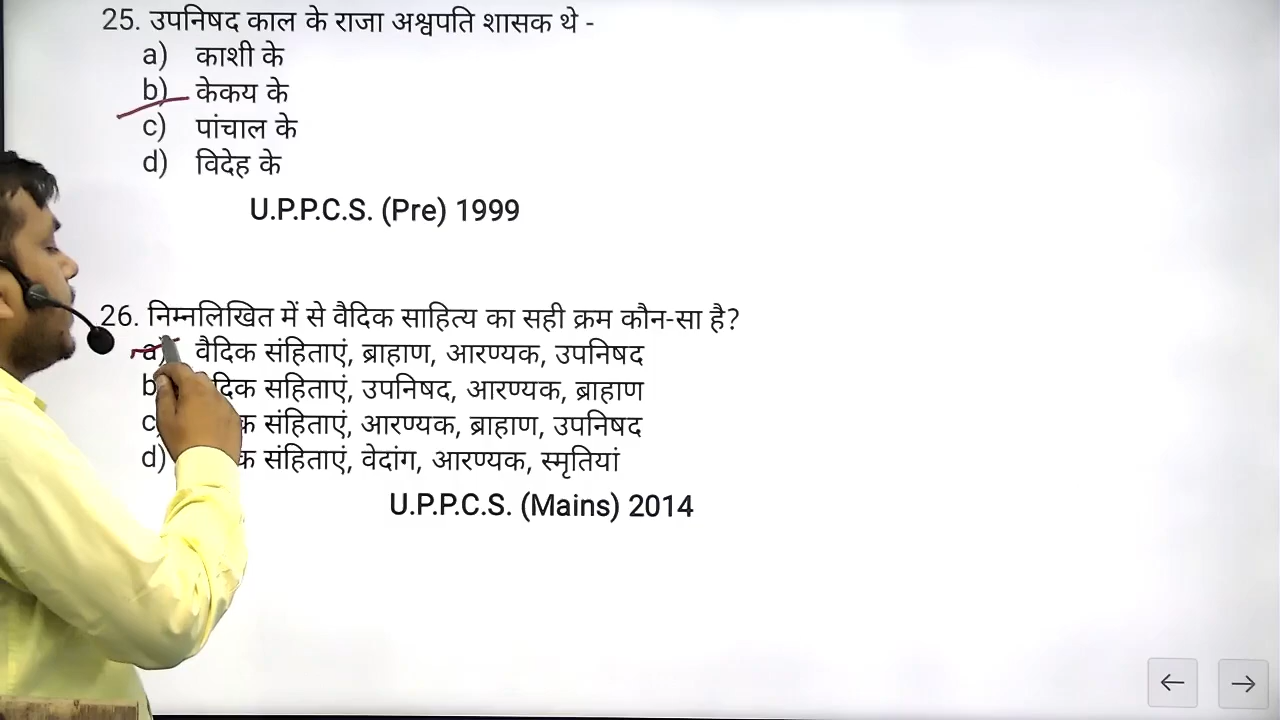 25. उपनिषद काल के राजा अश्वपति शासक थे -
a) काशी के
b) केकय के
c) पांचाल के
d) विदेह के
U.P.P.C.S. (Pre) 1999
26. निम्नलिखित में से वैदिक साहित्य का सही क्रम कौन-सा है?
a) वैदिक संहिताएं, ब्राहाण, आरण्यक, उपनिषद
b दिक सहिताएं, उपनिषद, आरण्यक, ब्राहाण
c क संहिताएं, आरण्यक, ब्राहाण, उपनिषद
d) क संहिताएं, वेदांग, आरण्यक, स्मृतियां
U.P.P.C.S. (Mains) 2014